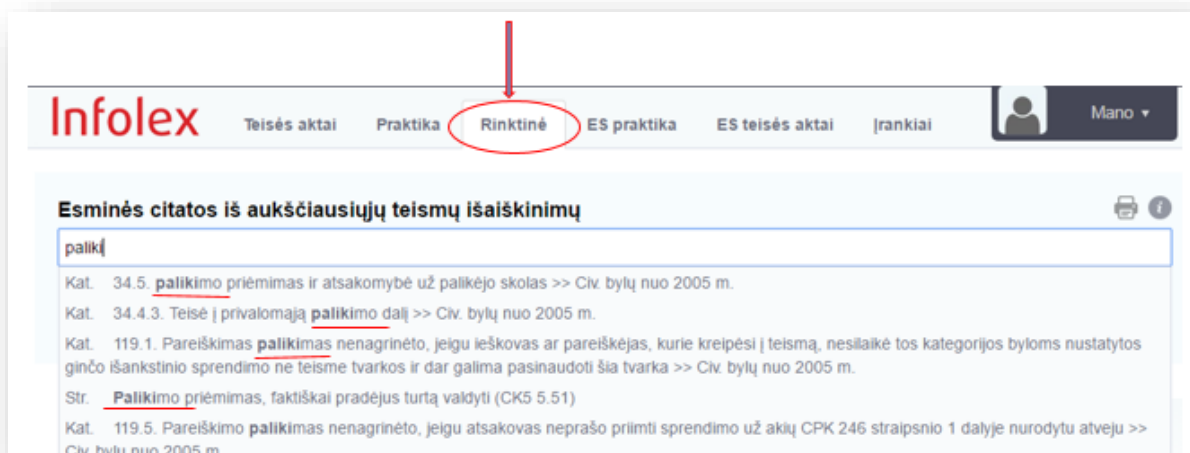 Infolex Teisės aktai Praktika Rinktinė ES praktika ES teisės aktai Įrankiai Mano
Esminės citatos iš aukščiausiųjų teismų išaiškinimų
paliki
Kat. 34.5. palikimo priėmimas ir atsakomybė už palikėjo skolas >> Civ. bylų nuo 2005 m.
Kat. 34.4.3. Teisė į privalomąją palikimo dalį >> Civ. bylų nuo 2005 m.
Kat. 119.1. Pareiškimas palikimas nenagrinėto, jeigu ieškovas ar pareiškėjas, kurie kreipėsi į teismą, nesilaikė tos kategorijos byloms nustatytos
ginčo išankstinio sprendimo ne teisme tvarkos ir dar galima pasinaudoti šia tvarka >> Civ. bylų nuo 2005 m.
Str. Palikimo priėmimas, faktiškai pradėjus turtą valdyti (CK5 5.51)
Kat. 119.5. Pareiškimo palikimas nenagrinėto, jeigu atsakovas neprašo priimti sprendimo už akių CPK 246 straipsnio 1 dalyje nurodytu atveju >>
Civ. bylų nuo 2005 m.